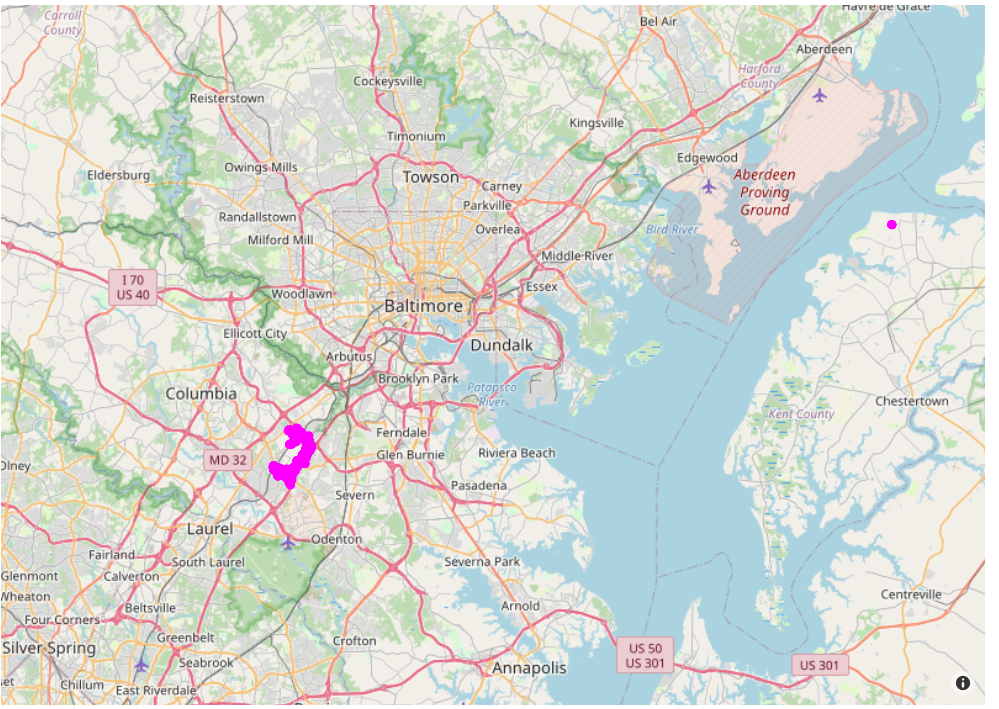 Carroll
County
Bel Air
Havre de Grace
Aberdeen
Cockeysville
Harford
County
Reisterstown
Kingsville
Timonium
Edgewood
Owings Mills
Eldersburg
Towson
Carney
Aberdeen
Proving
Ground
Parkville
Randallstown
Overlea
Bird River
Milford Mill
Middle River
I 70
US 40
Woodlawn
Essex
Baltimore
Ellicott City
Dundalk
Arbutus
Brooklyn Park
Patapsco
River
Columbia
Chestertown
Kent County
Ferndale
Glen Burnie
Riviera Beach
MD 32
Olney
Pasadena
Severn
Laurel
Odenton
Fairland
South Laurel
Severna Park
Glenmont
Calverton
Wheaton
Beltsville
Arnold
Centreville
Four Corners
Greenbelt
Crofton
Silver Spring
US 50
US 301
Seabrook
Annapolis
US 301
Chillum
East Riverdale